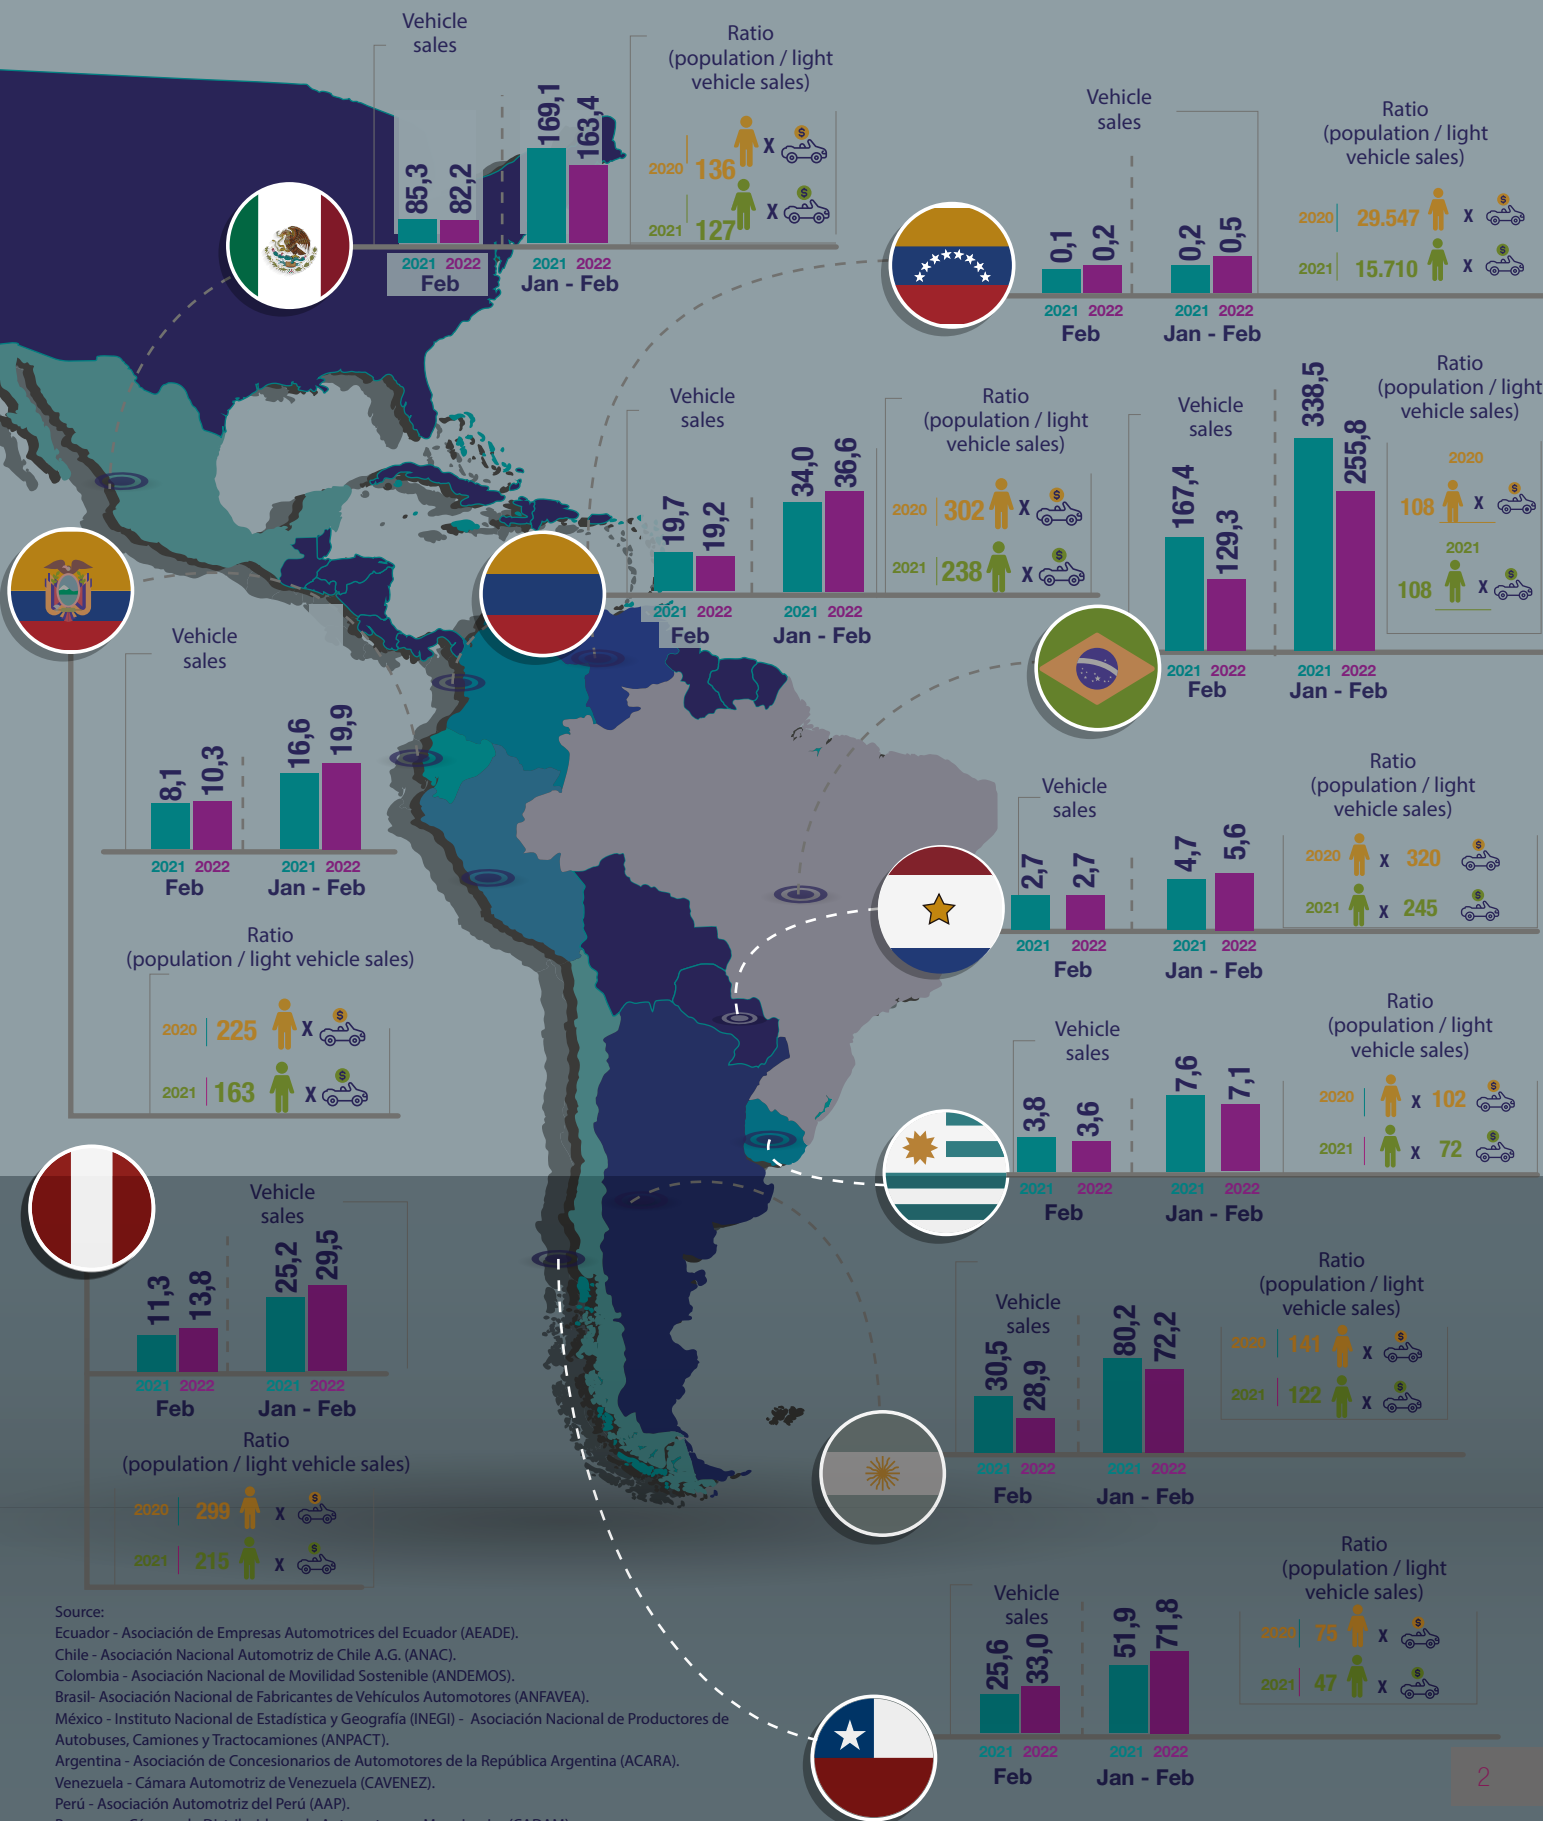 Vehicle
sales
85,3
82,2
169,1
163,4
2021 2022
Feb
2021 2022
Jan - Feb
Ratio
(population / light
vehicle sales)
2020 136 X
2021 127 X
Vehicle
sales
0,1
0,2
0,2
0,5
2021 2022
Feb
2021 2022
Jan - Feb
Ratio
(population / light
vehicle sales)
2020 29.547 X
2021 15.710 X
Vehicle
sales
19,7
19,2
34,0
36,6
2021 2022
Feb
2021 2022
Jan - Feb
Ratio
(population / light
vehicle sales)
2020 302 X
2021 238 X
Vehicle
sales
167,4
129,3
338,5
255,8
2021 2022
Feb
2021 2022
Jan - Feb
Ratio
(population / light
vehicle sales)
2020
108 X
2021
108 X
Vehicle
sales
8,1
10,3
16,6
19,9
2021 2022
Feb
2021 2022
Jan - Feb
Ratio
(population / light vehicle sales)
2020 225 X
2021 163 X
Vehicle
sales
2,7
2,7
4,7
5,6
2021 2022
Feb
2021 2022
Jan - Feb
Ratio
(population / light
vehicle sales)
2020 X 320
2021 X 245
Vehicle
sales
3,8
3,6
7,6
7,1
2021 2022
Feb
2021 2022
Jan - Feb
Ratio
(population / light
vehicle sales)
2020 X 102
2021 X 72
Vehicle
sales
11,3
13,8
25,2
29,5
2021 2022
Feb
2021 2022
Jan - Feb
Ratio
(population / light vehicle sales)
2020 299 X
2021 215 X
Vehicle
sales
30,5
28,9
80,2
72,2
2021 2022
Feb
2021 2022
Jan - Feb
Ratio
(population / light
vehicle sales)
2020 141 X
2021 122 X
Vehicle
sales
25,6
33,0
51,9
71,8
2021 2022
Feb
2021 2022
Jan - Feb
Ratio
(population / light
vehicle sales)
2020 75 X
2021 47 X
Source:
Ecuador - Asociación de Empresas Automotrices del Ecuador (AEADE).
Chile - Asociación Nacional Automotriz de Chile A.G. (ANAC).
Colombia - Asociación Nacional de Movilidad Sostenible (ANDEMOS).
Brasil- Asociación Nacional de Fabricantes de Vehículos Automotores (ANFAVEA).
México - Instituto Nacional de Estadística y Geografía (INEGI) - Asociación Nacional de Productores de
Autobuses, Camiones y Tractocamiones (ANPACT).
Argentina - Asociación de Concesionarios de Automotores de la República Argentina (ACARA).
Venezuela - Cámara Automotriz de Venezuela (CAVENEZ).
Perú - Asociación Automotriz del Perú (AAP).
2